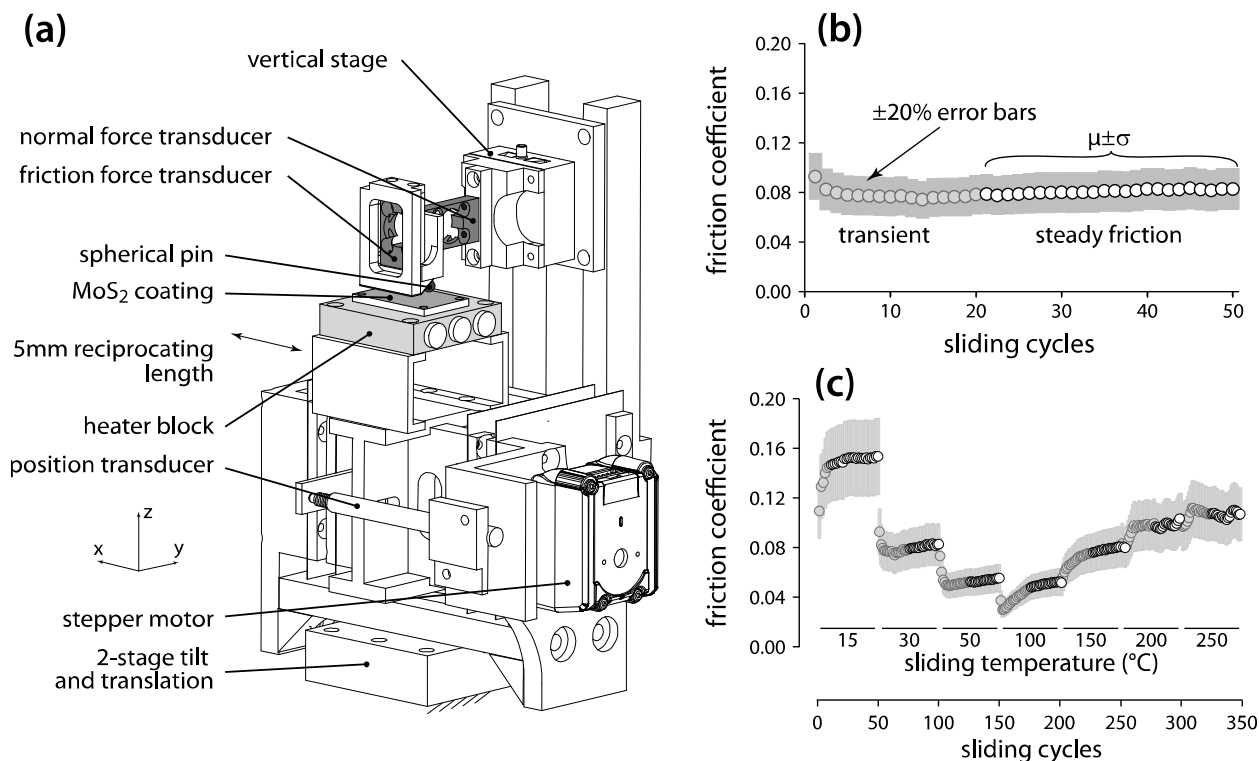 (a)
vertical stage
normal force transducer
friction force transducer
spherical pin
MoS₂ coating
5mm reciprocating
length
heater block
position transducer
z
x
y
stepper motor
2-stage tilt
and translation
(b)
friction coefficient
0.20
0.16
0.12
0.08
0.04
0.00
±20% error bars
μ±σ
transient
steady friction
0 10 20 30 40 50
sliding cycles
(c)
friction coefficient
0.20
0.16
0.12
0.08
0.04
0.00
15 30 50 100 150 200 250
sliding temperature (°C)
0 50 100 150 200 250 300 350
sliding cycles